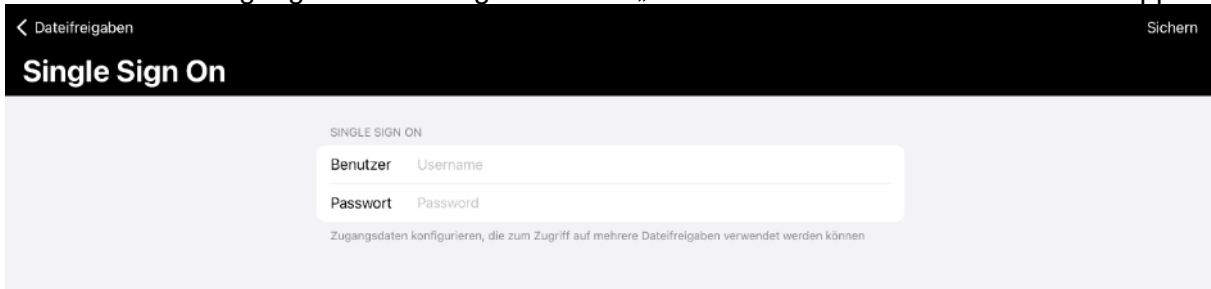 Dateifreigaben
Sichern
Single Sign On
SINGLE SIGN ON
Benutzer Username
Passwort Password
Zugangsdaten konfigurieren, die zum Zugriff auf mehrere Dateifreigaben verwendet werden können